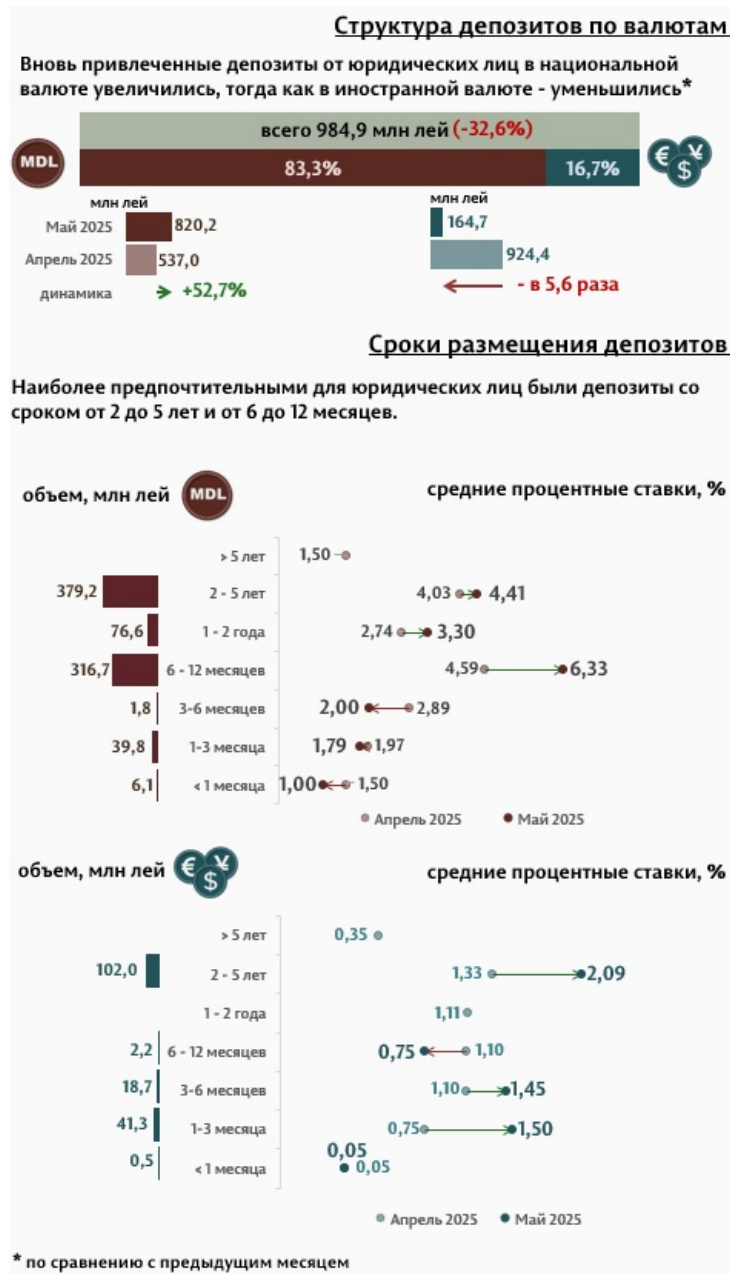 Структура депозитов по валютам
Вновь привлеченные депозиты от юридических лиц в национальной
валюте увеличились, тогда как в иностранной валюте - уменьшились*
всего 984,9 млн лей (-32,6%)
MDL 83,3% 16,7% € ¥ $
млн лей млн лей
Май 2025 820,2 164,7
Апрель 2025 537,0 924,4
динамика +52,7% - в 5,6 раза
Сроки размещения депозитов
Наиболее предпочтительными для юридических лиц были депозиты со
сроком от 2 до 5 лет и от 6 до 12 месяцев.
объем, млн лей MDL средние процентные ставки, %
> 5 лет 1,50
379,2 2 - 5 лет 4,03 4,41
76,6 1 - 2 года 2,74 3,30
316,7 6 - 12 месяцев 4,59 6,33
1,8 3-6 месяцев 2,00 2,89
39,8 1-3 месяца 1,79 1,97
6,1 < 1 месяца 1,00 1,50
Апрель 2025 Май 2025
объем, млн лей € ¥ $ средние процентные ставки, %
> 5 лет 0,35
102,0 2 - 5 лет 1,33 2,09
1 - 2 года 1,11
2,2 6 - 12 месяцев 0,75 1,10
18,7 3-6 месяцев 1,10 1,45
41,3 1-3 месяца 0,75 1,50
0,5 < 1 месяца 0,05 0,05
Апрель 2025 Май 2025
* по сравнению с предыдущим месяцем